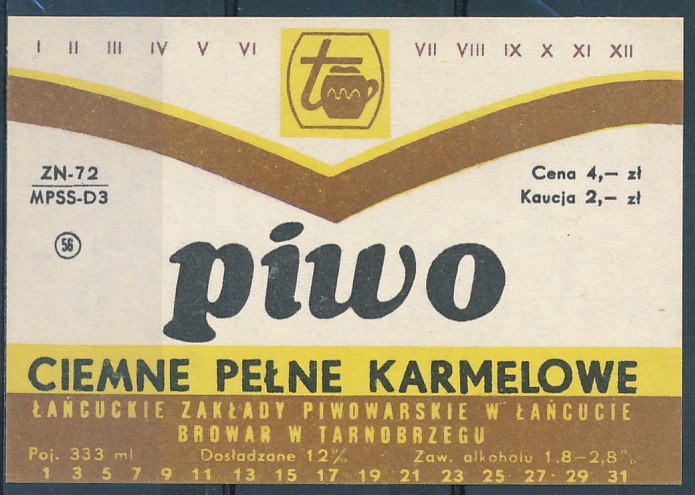 I II III IV V VI t VII VIII IX X XI XII
ZN-72
MPSS-D3
56
Cena 4,— zł
Kaucja 2,— zł
piwo
CIEMNE PEŁNE KARMELOWE
ŁAŃCUCKIE ZAKŁADY PIWOWARSKIE W ŁAŃCUCIE
BROWAR W TARNOBRZEGU
Poj. 333 ml Dosładzane 12% Zaw. alkoholu 1,8-2,8%
1 3 5 7 9 11 13 15 17 19 21 23 25 27 29 31